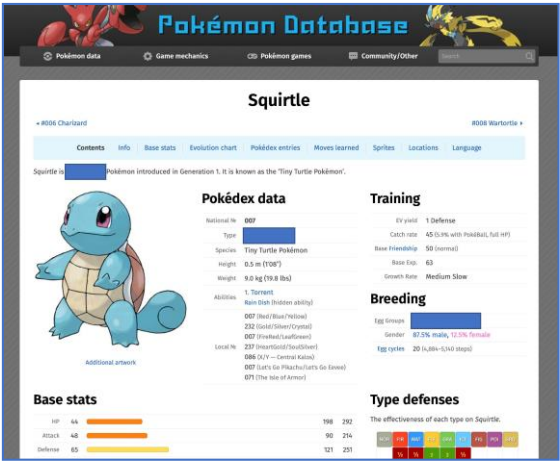 Pokémon Database
Pokémon data
Game mechanics
Pokémon games
Community/Other
Search
Squirtle
« #006 Charizard
#008 Wartortle »
Contents Info Base stats Evolution chart Pokédex entries Moves learned Sprites Locations Language
Squirtle is Pokémon introduced in Generation 1. It is known as the 'Tiny Turtle Pokémon'.
Additional artwork
Pokédex data
National № 007
Type
Species Tiny Turtle Pokémon
Height 0.5 m (1′08″)
Weight 9.0 kg (19.8 lbs)
Abilities 1. Torrent
Rain Dish (hidden ability)
Local № 007 (Red/Blue/Yellow)
232 (Gold/Silver/Crystal)
007 (FireRed/LeafGreen)
237 (HeartGold/SoulSilver)
086 (X/Y — Central Kalos)
007 (Let's Go Pikachu/Let's Go Eevee)
071 (The Isle of Armor)
Training
EV yield 1 Defense
Catch rate 45 (5.9% with PokéBall, full HP)
Base Friendship 50 (normal)
Base Exp. 63
Growth Rate Medium Slow
Breeding
Egg Groups
Gender 87.5% male, 12.5% female
Egg cycles 20 (4,884–5,140 steps)
Base stats
HP 44 198 292
Attack 48 90 214
Defense 65 121 251
Type defenses
The effectiveness of each type on Squirtle.
NOR FIR WAT ELE GRA ICE FIG POI GRO
½ ½ 2 2 ½